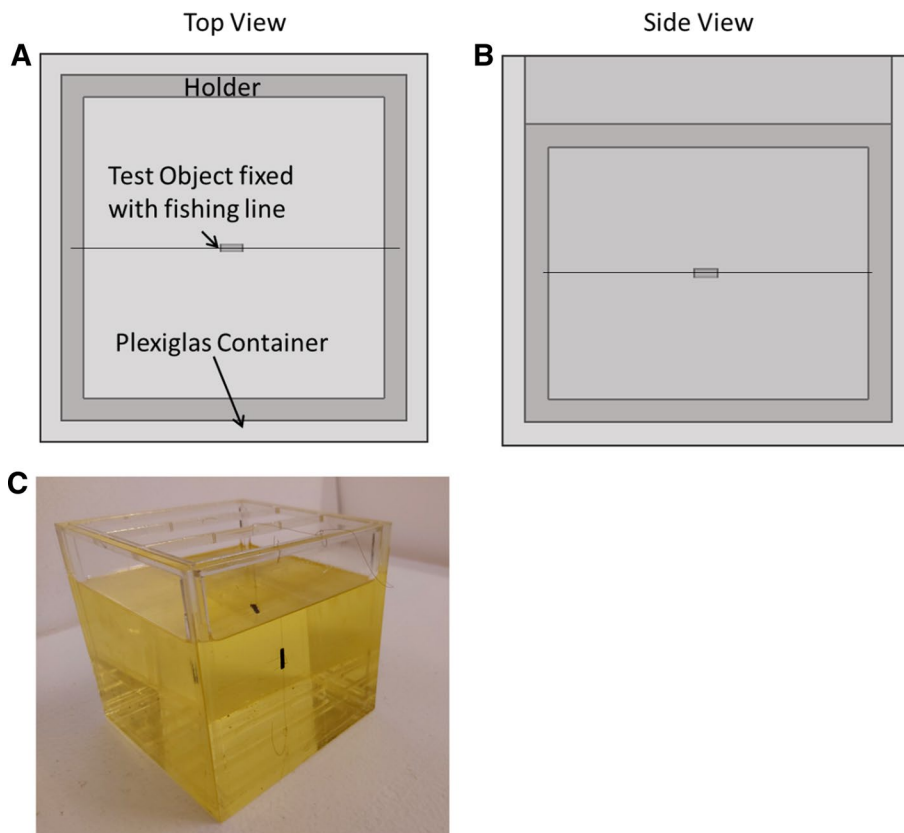 Top View
Side View
A
B
Holder
Test Object fixed
with fishing line
Plexiglas Container
C